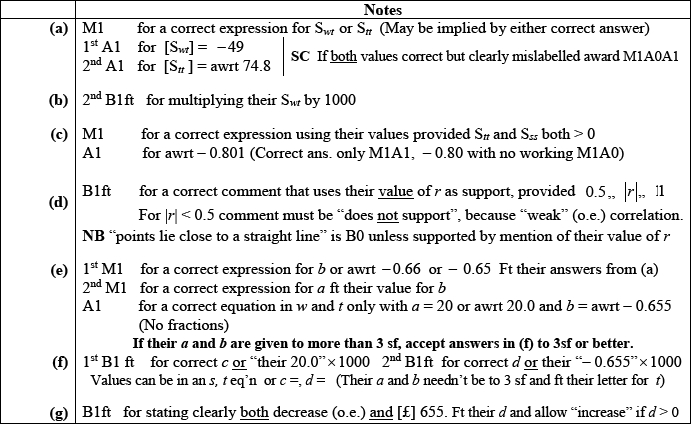 Notes
(a) M1 for a correct expression for Swt or Stt (May be implied by either correct answer)
1st A1 for [Swt] = −49
2nd A1 for [Stt] = awrt 74.8
SC If both values correct but clearly mislabelled award M1A0A1
(b) 2nd B1ft for multiplying their Swt by 1000
(c) M1 for a correct expression using their values provided Stt and Sss both > 0
A1 for awrt − 0.801 (Correct ans. only M1A1, − 0.80 with no working M1A0)
(d) B1ft for a correct comment that uses their value of r as support, provided 0.5,, |r|,, 1
For |r| < 0.5 comment must be “does not support”, because “weak” (o.e.) correlation.
NB “points lie close to a straight line” is B0 unless supported by mention of their value of r
(e) 1st M1 for a correct expression for b or awrt −0.66 or − 0.65 Ft their answers from (a)
2nd M1 for a correct expression for a ft their value for b
A1 for a correct equation in w and t only with a = 20 or awrt 20.0 and b = awrt − 0.655
(No fractions)
If their a and b are given to more than 3 sf, accept answers in (f) to 3sf or better.
(f) 1st B1 ft for correct c or “their 20.0” × 1000 2nd B1ft for correct d or their “− 0.655” × 1000
Values can be in an s, t eq’n or c =, d = (Their a and b needn’t be to 3 sf and ft their letter for t)
(g) B1ft for stating clearly both decrease (o.e.) and [£] 655. Ft their d and allow “increase” if d > 0